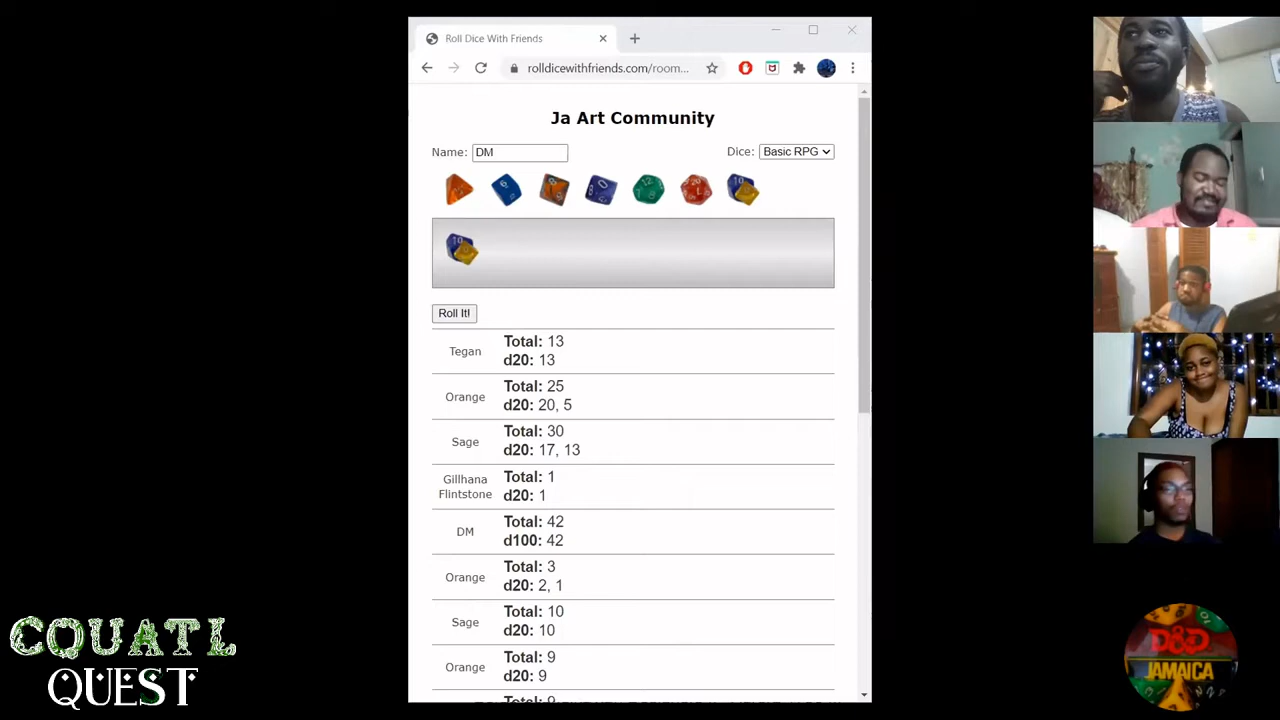 Roll Dice With Friends
rolldicewithfriends.com/room...
Ja Art Community
Name: DM
Dice: Basic RPG
Roll It!
Tegan
Total: 13
d20: 13
Orange
Total: 25
d20: 20, 5
Sage
Total: 30
d20: 17, 13
Gillhana
Flintstone
Total: 1
d20: 1
DM
Total: 42
d100: 42
Orange
Total: 3
d20: 2, 1
Sage
Total: 10
d20: 10
Orange
Total: 9
d20: 9
COUATL
QUEST
D&D
JAMAICA